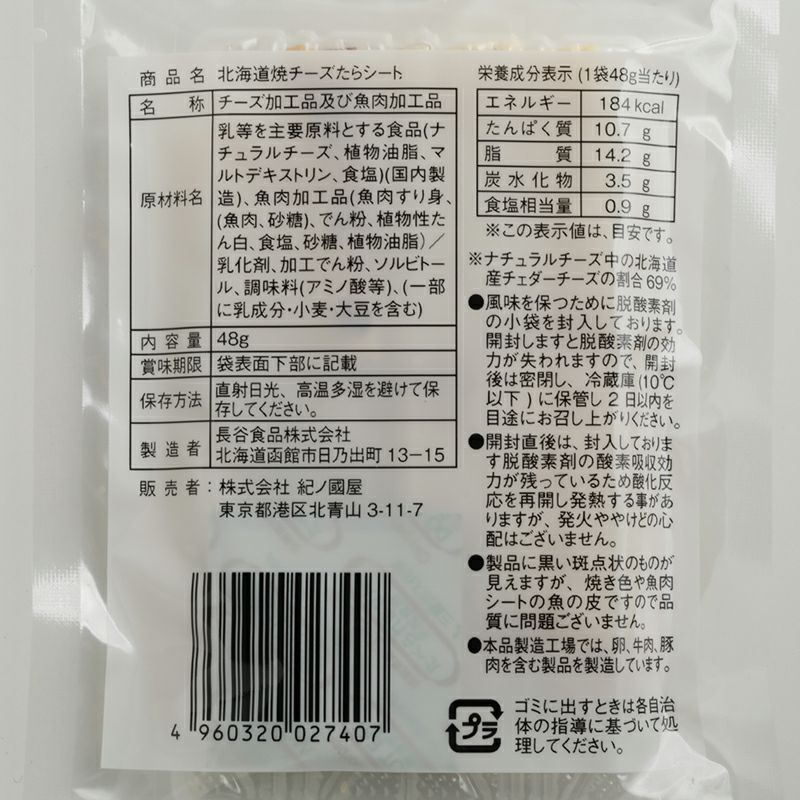 商品名 北海道焼チーズたらシート
名称 チーズ加工品及び魚肉加工品
原材料名
乳等を主要原料とする食品(ナ
チュラルチーズ、植物油脂、マ
ルトデキストリン、食塩)(国内製
造)、魚肉加工品(魚肉すり身、
(魚肉、砂糖)、でん粉、植物性た
ん白、食塩、砂糖、植物油脂)／
乳化剤、加工でん粉、ソルビトー
ル、調味料(アミノ酸等)、(一部
に乳成分・小麦・大豆を含む)
内容量 48g
賞味期限 袋表面下部に記載
保存方法
直射日光、高温多湿を避けて保
存してください。
製造者
長谷食品株式会社
北海道函館市日乃出町13－15
販売者：株式会社 紀ノ國屋
東京都港区北青山3-11-7
4 960320 027407
栄養成分表示(1袋48g当たり)
エネルギー 184kcal
たんぱく質 10.7 g
脂質 14.2 g
炭水化物 3.5 g
食塩相当量 0.9 g
※この表示値は、目安です。
※ナチュラルチーズ中の北海道
産チェダーチーズの割合69%
●風味を保つために脱酸素剤
の小袋を封入しております。
開封しますと脱酸素剤の効
力が失われますので、開封
後は密閉し、冷蔵庫(10℃
以下)に保管し2日以内を
目途にお召し上がりください。
●開封直後は、封入しておりま
す脱酸素剤の酸素吸収効
力が残っているため酸化反
応を再開し発熱する事があ
りますが、発火ややけどの心
配はございません。
●製品に黒い斑点状のものが
見えますが、焼き色や魚肉
シートの魚の皮ですので品
質に問題ございません。
●本品製造工場では、卵、牛肉、豚
肉を含む製品を製造しています。
プラ
ゴミに出すときは各自治
体の指導に基づいて処
理してください。